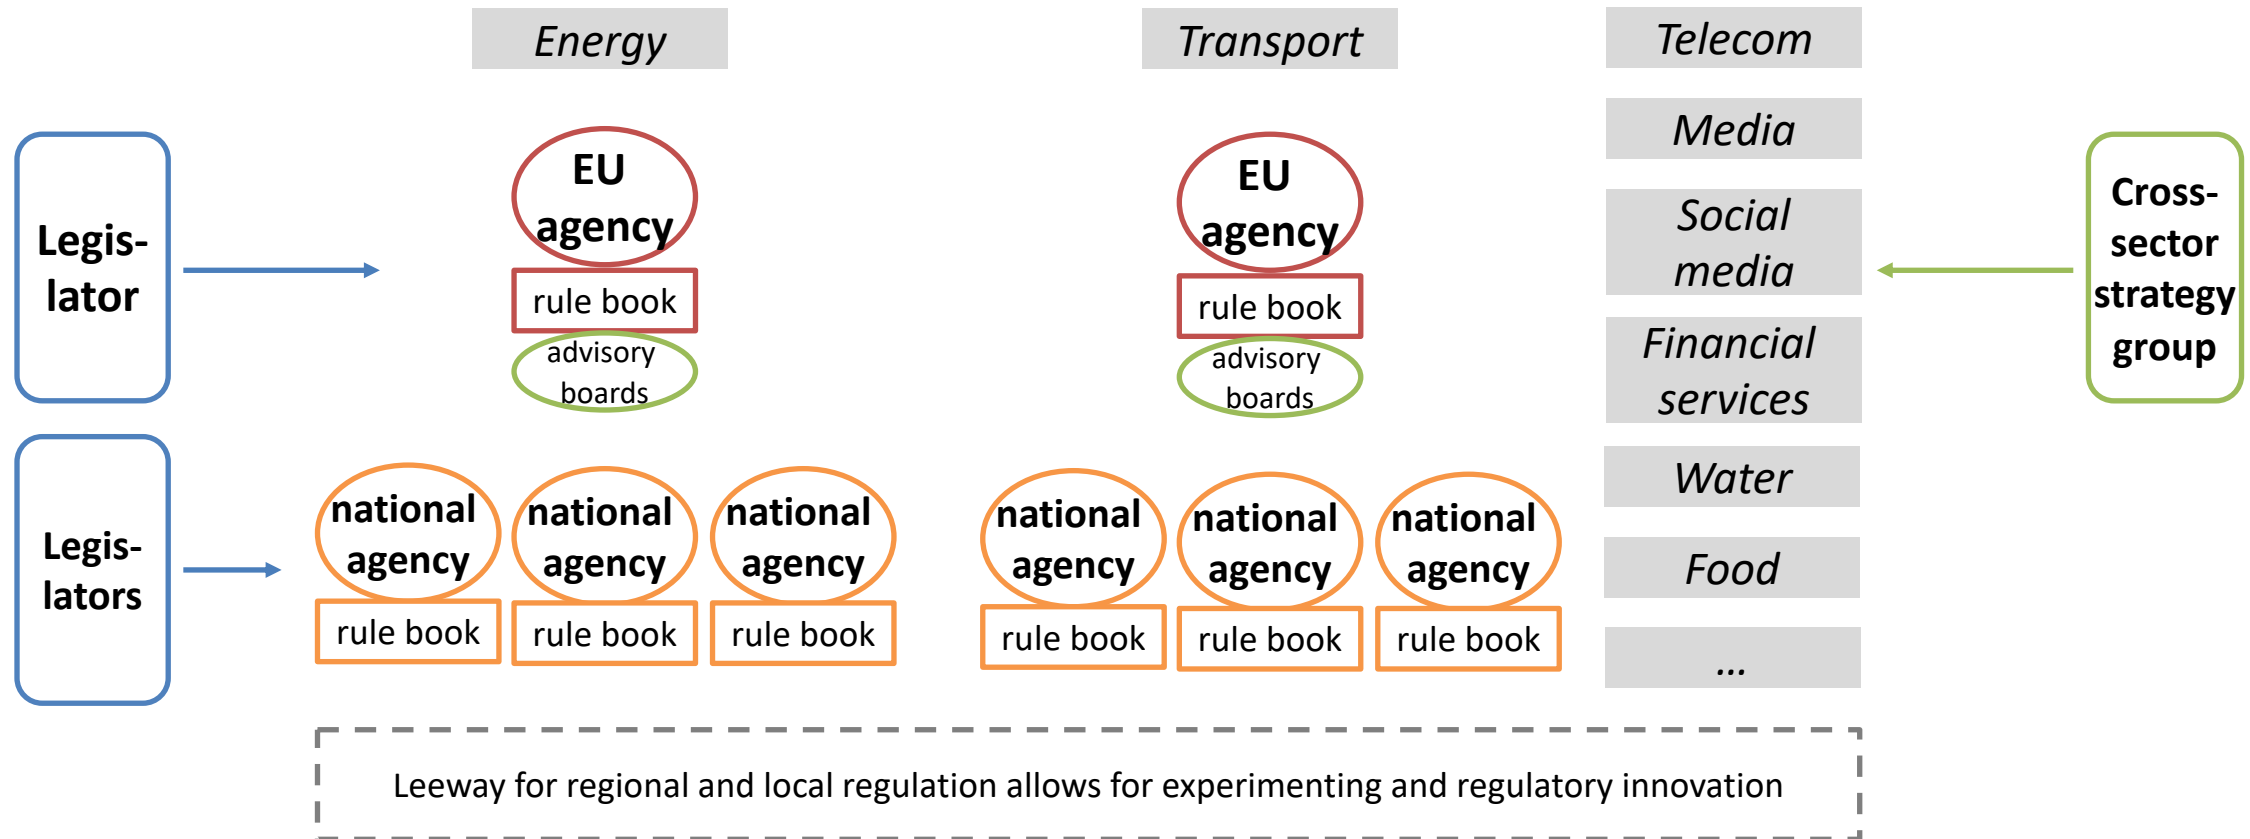 Energy
Transport
Telecom
Media
Social
media
Financial
services
Water
Food
...
Legis-
lator
EU
agency
rule book
advisory
boards
EU
agency
rule book
advisory
boards
Cross-
sector
strategy
group
Legis-
lators
national
agency
rule book
national
agency
rule book
national
agency
rule book
national
agency
rule book
national
agency
rule book
national
agency
rule book
Leeway for regional and local regulation allows for experimenting and regulatory innovation